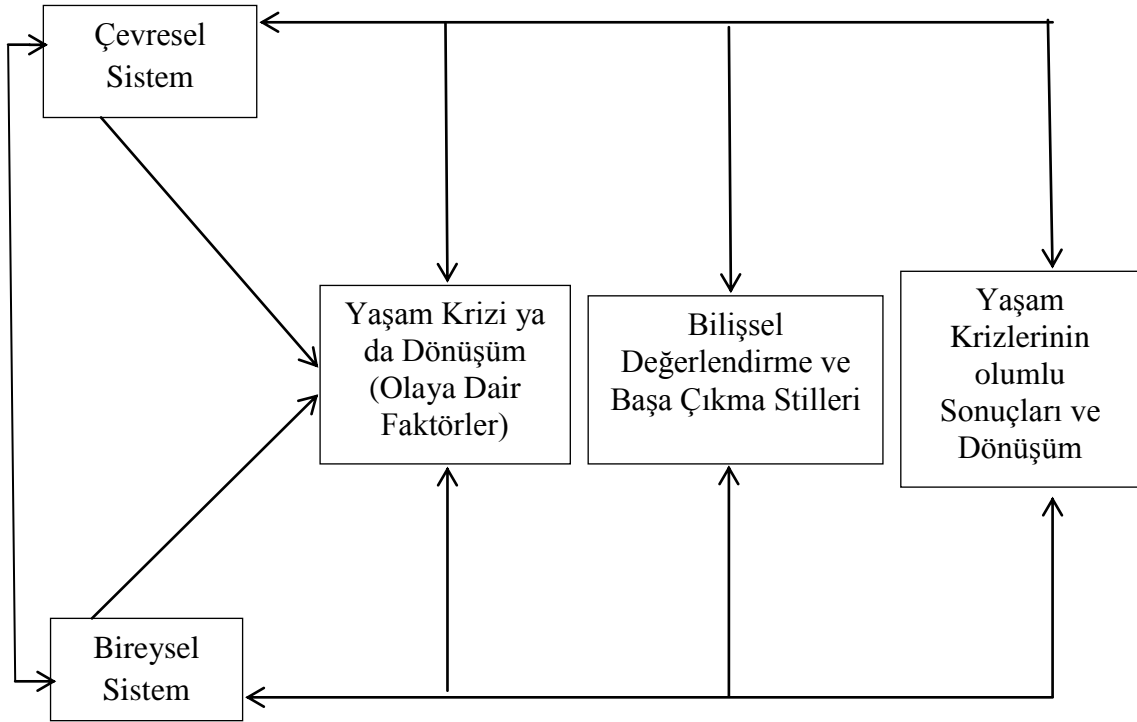 Çevresel
Sistem
Yaşam Krizi ya
da Dönüşüm
(Olaya Dair
Faktörler)
Bilişsel
Değerlendirme ve
Başa Çıkma Stilleri
Yaşam
Krizlerinin
olumlu
Sonuçları ve
Dönüşüm
Bireysel
Sistem